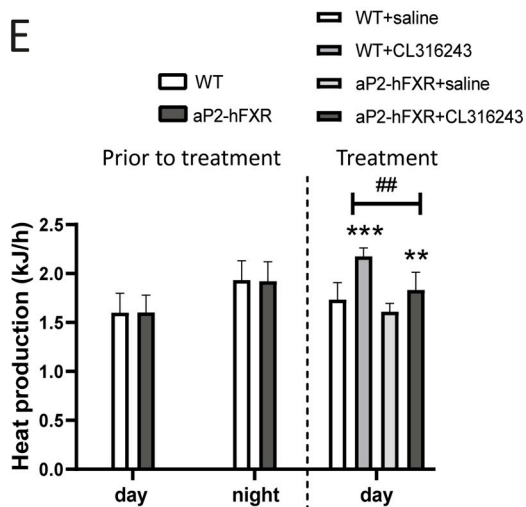 E
WT+saline
WT+CL316243
WT
aP2-hFXR+saline
aP2-hFXR
aP2-hFXR+CL316243
Prior to treatment
Treatment
##
***
**
Heat production (kJ/h)
2.5
2.0
1.5
1.0
0.5
0.0
day
night
day